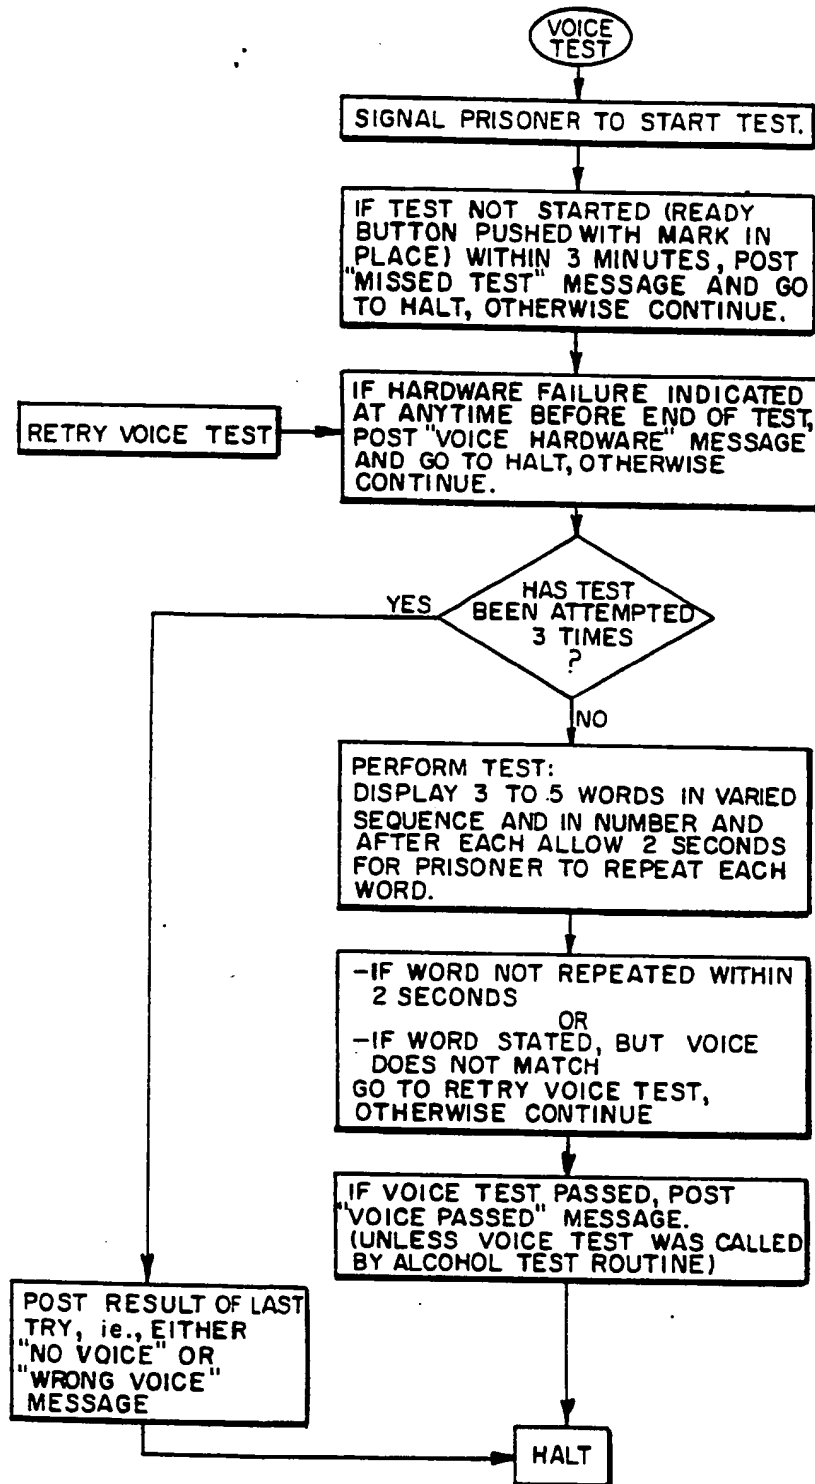 VOICE
TEST
SIGNAL PRISONER TO START TEST.
IF TEST NOT STARTED (READY
BUTTON PUSHED WITH MARK IN
PLACE) WITHIN 3 MINUTES, POST
"MISSED TEST" MESSAGE AND GO
TO HALT, OTHERWISE CONTINUE.
RETRY VOICE TEST
IF HARDWARE FAILURE INDICATED
AT ANYTIME BEFORE END OF TEST,
POST "VOICE HARDWARE" MESSAGE
AND GO TO HALT, OTHERWISE
CONTINUE.
YES
HAS TEST
BEEN ATTEMPTED
3 TIMES
?
NO
PERFORM TEST:
DISPLAY 3 TO 5 WORDS IN VARIED
SEQUENCE AND IN NUMBER AND
AFTER EACH ALLOW 2 SECONDS
FOR PRISONER TO REPEAT EACH
WORD.
-IF WORD NOT REPEATED WITHIN
2 SECONDS
OR
-IF WORD STATED, BUT VOICE
DOES NOT MATCH
GO TO RETRY VOICE TEST,
OTHERWISE CONTINUE
IF VOICE TEST PASSED, POST
"VOICE PASSED" MESSAGE.
(UNLESS VOICE TEST WAS CALLED
BY ALCOHOL TEST ROUTINE)
POST RESULT OF LAST
TRY, ie., EITHER
"NO VOICE" OR
"WRONG VOICE"
MESSAGE
HALT